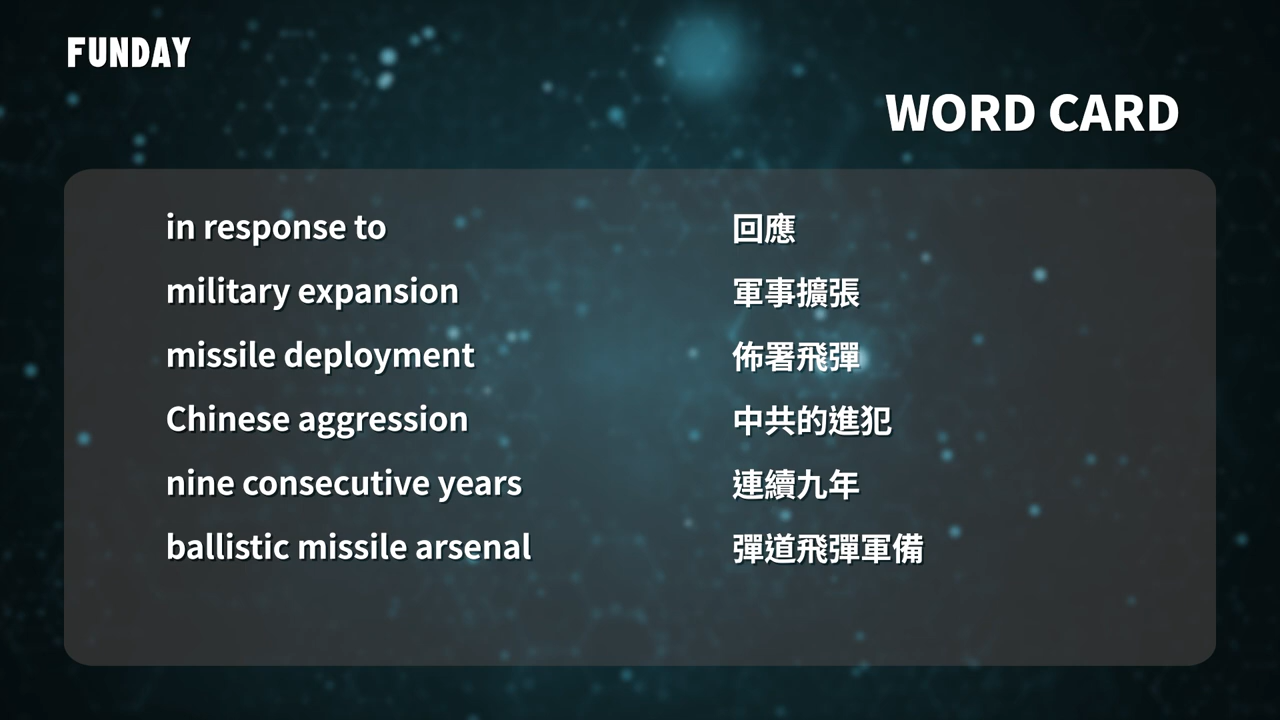 FUNDAY
WORD CARD
in response to 回應
military expansion 軍事擴張
missile deployment 佈署飛彈
Chinese aggression 中共的進犯
nine consecutive years 連續九年
ballistic missile arsenal 彈道飛彈軍備